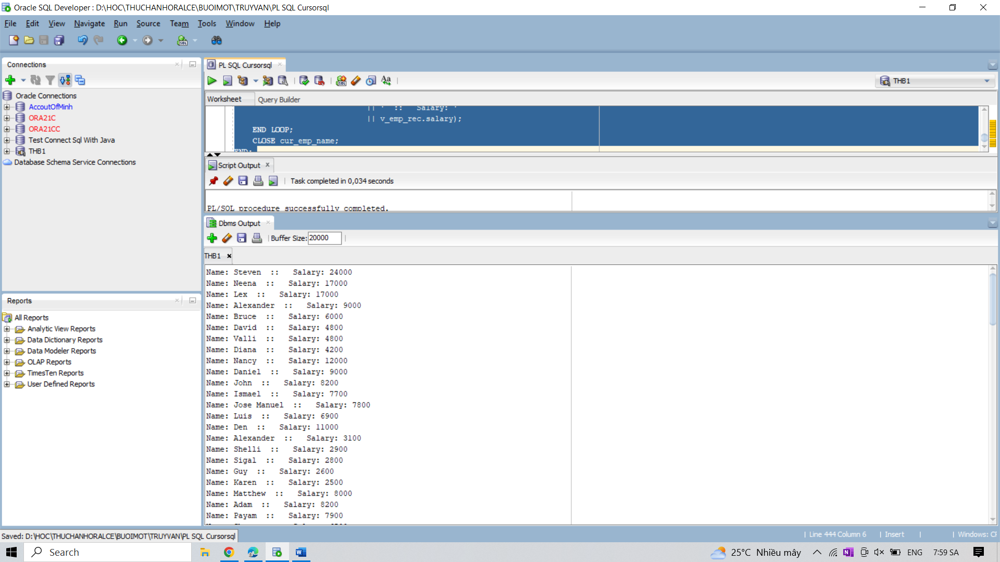 Oracle SQL Developer : D:\HOC\THUCHANHORALCE\BUOIMOT\TRUYVAN\PL SQL Cursorsql
File Edit View Navigate Run Source Team Tools Window Help
Connections
Oracle Connections
AccoutOfMinh
ORA21C
ORA21CC
Test Connect Sql With Java
THB1
Database Schema Service Connections
Reports
All Reports
Analytic View Reports
Data Dictionary Reports
Data Modeler Reports
OLAP Reports
TimesTen Reports
User Defined Reports
PL SQL Cursorsql
THB1
Worksheet Query Builder
|| ' :: Salary: '
|| v_emp_rec.salary);
END LOOP;
CLOSE cur_emp_name;
END;
Script Output
Task completed in 0,034 seconds
PL/SQL procedure successfully completed.
Dbms Output
Buffer Size: 20000
THB1
Name: Steven :: Salary: 24000
Name: Neena :: Salary: 17000
Name: Lex :: Salary: 17000
Name: Alexander :: Salary: 9000
Name: Bruce :: Salary: 6000
Name: David :: Salary: 4800
Name: Valli :: Salary: 4800
Name: Diana :: Salary: 4200
Name: Nancy :: Salary: 12000
Name: Daniel :: Salary: 9000
Name: John :: Salary: 8200
Name: Ismael :: Salary: 7700
Name: Jose Manuel :: Salary: 7800
Name: Luis :: Salary: 6900
Name: Den :: Salary: 11000
Name: Alexander :: Salary: 3100
Name: Shelli :: Salary: 2900
Name: Sigal :: Salary: 2800
Name: Guy :: Salary: 2600
Name: Karen :: Salary: 2500
Name: Matthew :: Salary: 8000
Name: Adam :: Salary: 8200
Name: Payam :: Salary: 7900
Saved: D:\HOC\THUCHANHORALCE\BUOIMOT\TRUYVAN\PL SQL Cursorsql
| Line 444 Column 6 | Insert | | Windows: CF
Search
25°C Nhiều mây ENG 7:59 SA